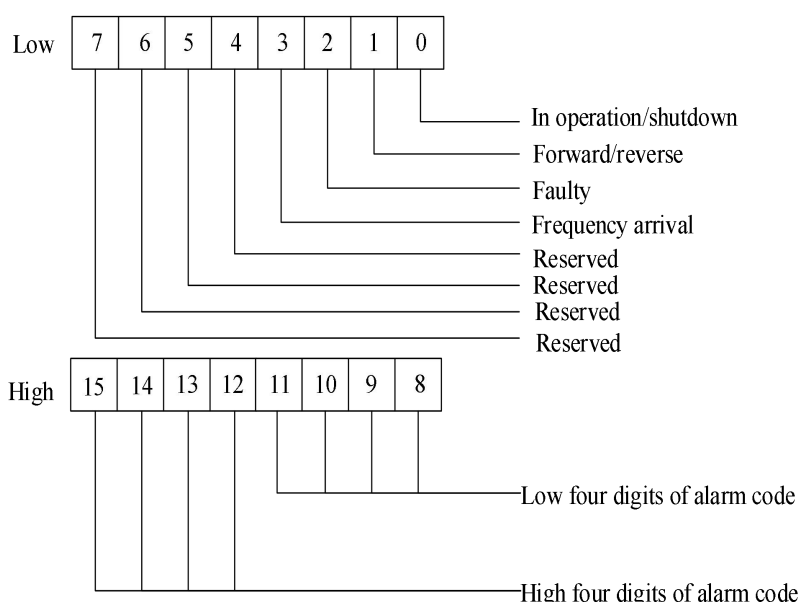 Low 7 6 5 4 3 2 1 0
In operation/shutdown
Forward/reverse
Faulty
Frequency arrival
Reserved
Reserved
Reserved
Reserved
High 15 14 13 12 11 10 9 8
Low four digits of alarm code
High four digits of alarm code